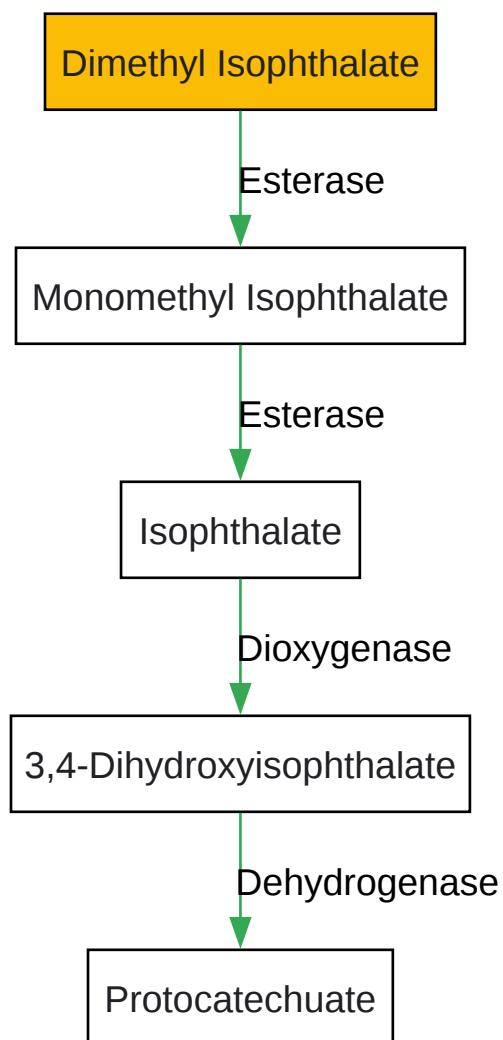 Dimethyl Isophthalate
Esterase
Monomethyl Isophthalate
Esterase
Isophthalate
Dioxygenase
3,4-Dihydroxyisophthalate
Dehydrogenase
Protocatechuate